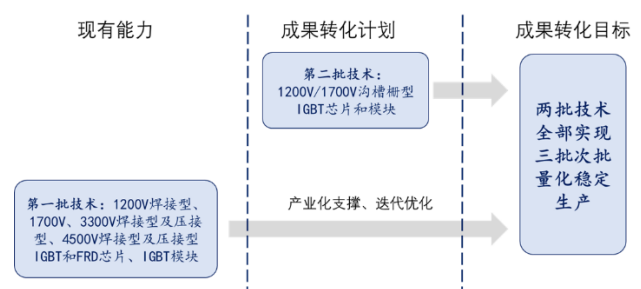 现有能力
成果转化计划
成果转化目标
第二批技术：
1200V/1700V沟槽栅型
IGBT芯片和模块
两批技术
全部实现
三批次批
量化稳定
生产
第一批技术：1200V焊接型、
1700V、3300V焊接型及压接
型、4500V焊接型及压接型
IGBT和FRD芯片、IGBT模块
产业化支撑、迭代优化